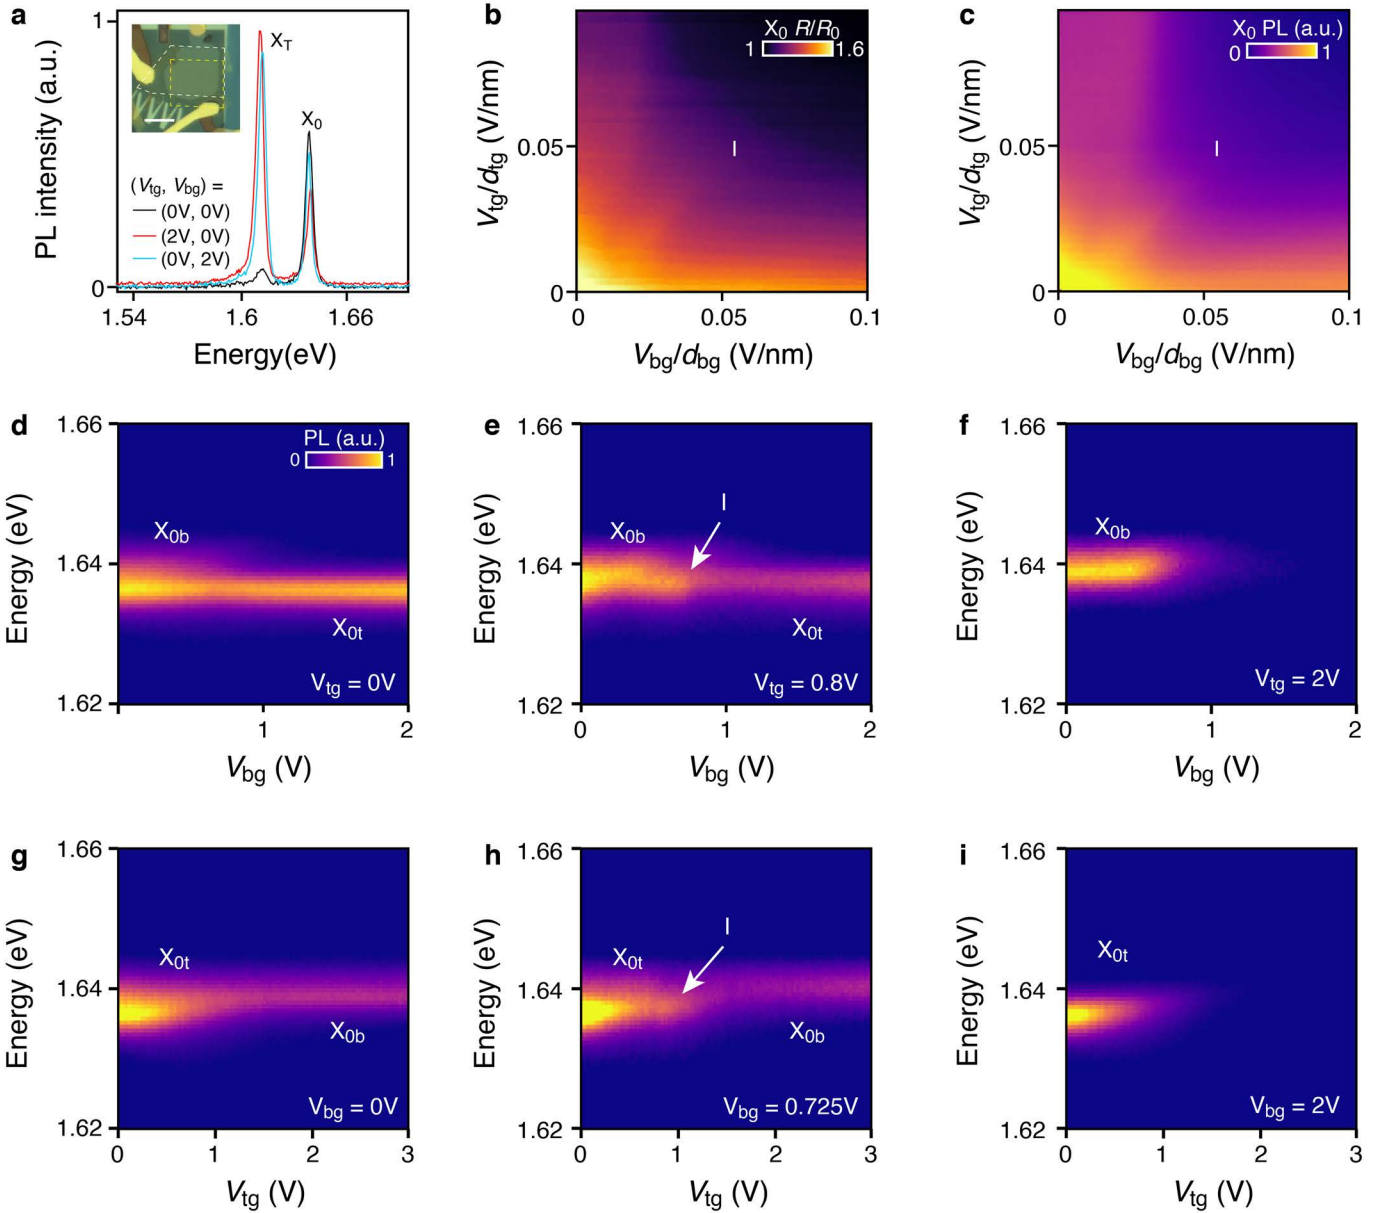 a
PL intensity (a.u.)
1
0
X_T
X_0
(V_tg, V_bg) =
(0V, 0V)
(2V, 0V)
(0V, 2V)
1.54 1.6 1.66
Energy(eV)
b
V_tg/d_tg (V/nm)
X_0 R/R_0
1 1.6
0.05
I
0
0 0.05 0.1
V_bg/d_bg (V/nm)
c
V_tg/d_tg (V/nm)
X_0 PL (a.u.)
0 1
0.05
I
0
0 0.05 0.1
V_bg/d_bg (V/nm)
d
Energy (eV)
1.66
1.64
1.62
PL (a.u.)
0 1
X_0b
X_0t
V_tg = 0V
1 2
V_bg (V)
e
Energy (eV)
1.66
1.64
1.62
I
X_0b
X_0t
V_tg = 0.8V
0 1 2
V_bg (V)
f
Energy (eV)
1.66
1.64
1.62
X_0b
V_tg = 2V
0 1 2
V_bg (V)
g
Energy (eV)
1.66
1.64
1.62
X_0t
X_0b
V_bg = 0V
0 1 2 3
V_tg (V)
h
Energy (eV)
1.66
1.64
1.62
I
X_0t
X_0b
V_bg = 0.725V
0 1 2 3
V_tg (V)
i
Energy (eV)
1.66
1.64
1.62
X_0t
V_bg = 2V
0 1 2 3
V_tg (V)